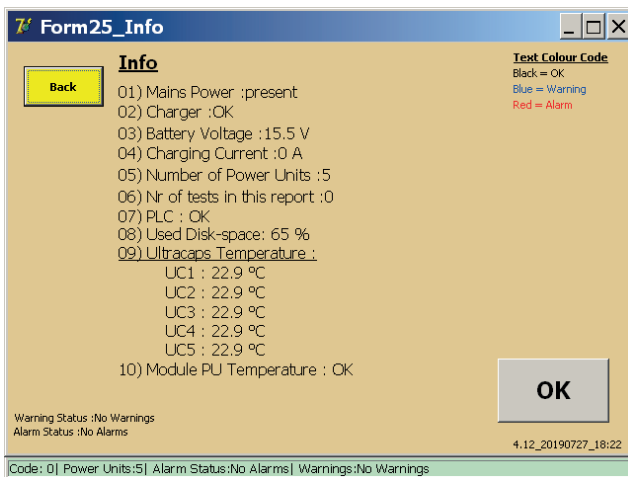 Form25_Info
Back
Info
01) Mains Power :present
02) Charger :OK
03) Battery Voltage :15.5 V
04) Charging Current :0 A
05) Number of Power Units :5
06) Nr of tests in this report :0
07) PLC : OK
08) Used Disk-space: 65 %
09) Ultracaps Temperature :
UC1 : 22.9 ºC
UC2 : 22.9 ºC
UC3 : 22.9 ºC
UC4 : 22.9 ºC
UC5 : 22.9 ºC
10) Module PU Temperature : OK
Text Colour Code
Black = OK
Blue = Warning
Red = Alarm
OK
Warning Status :No Warnings
Alarm Status :No Alarms
4.12_20190727_18:22
Code: 0| Power Units:5| Alarm Status:No Alarms| Warnings:No Warnings